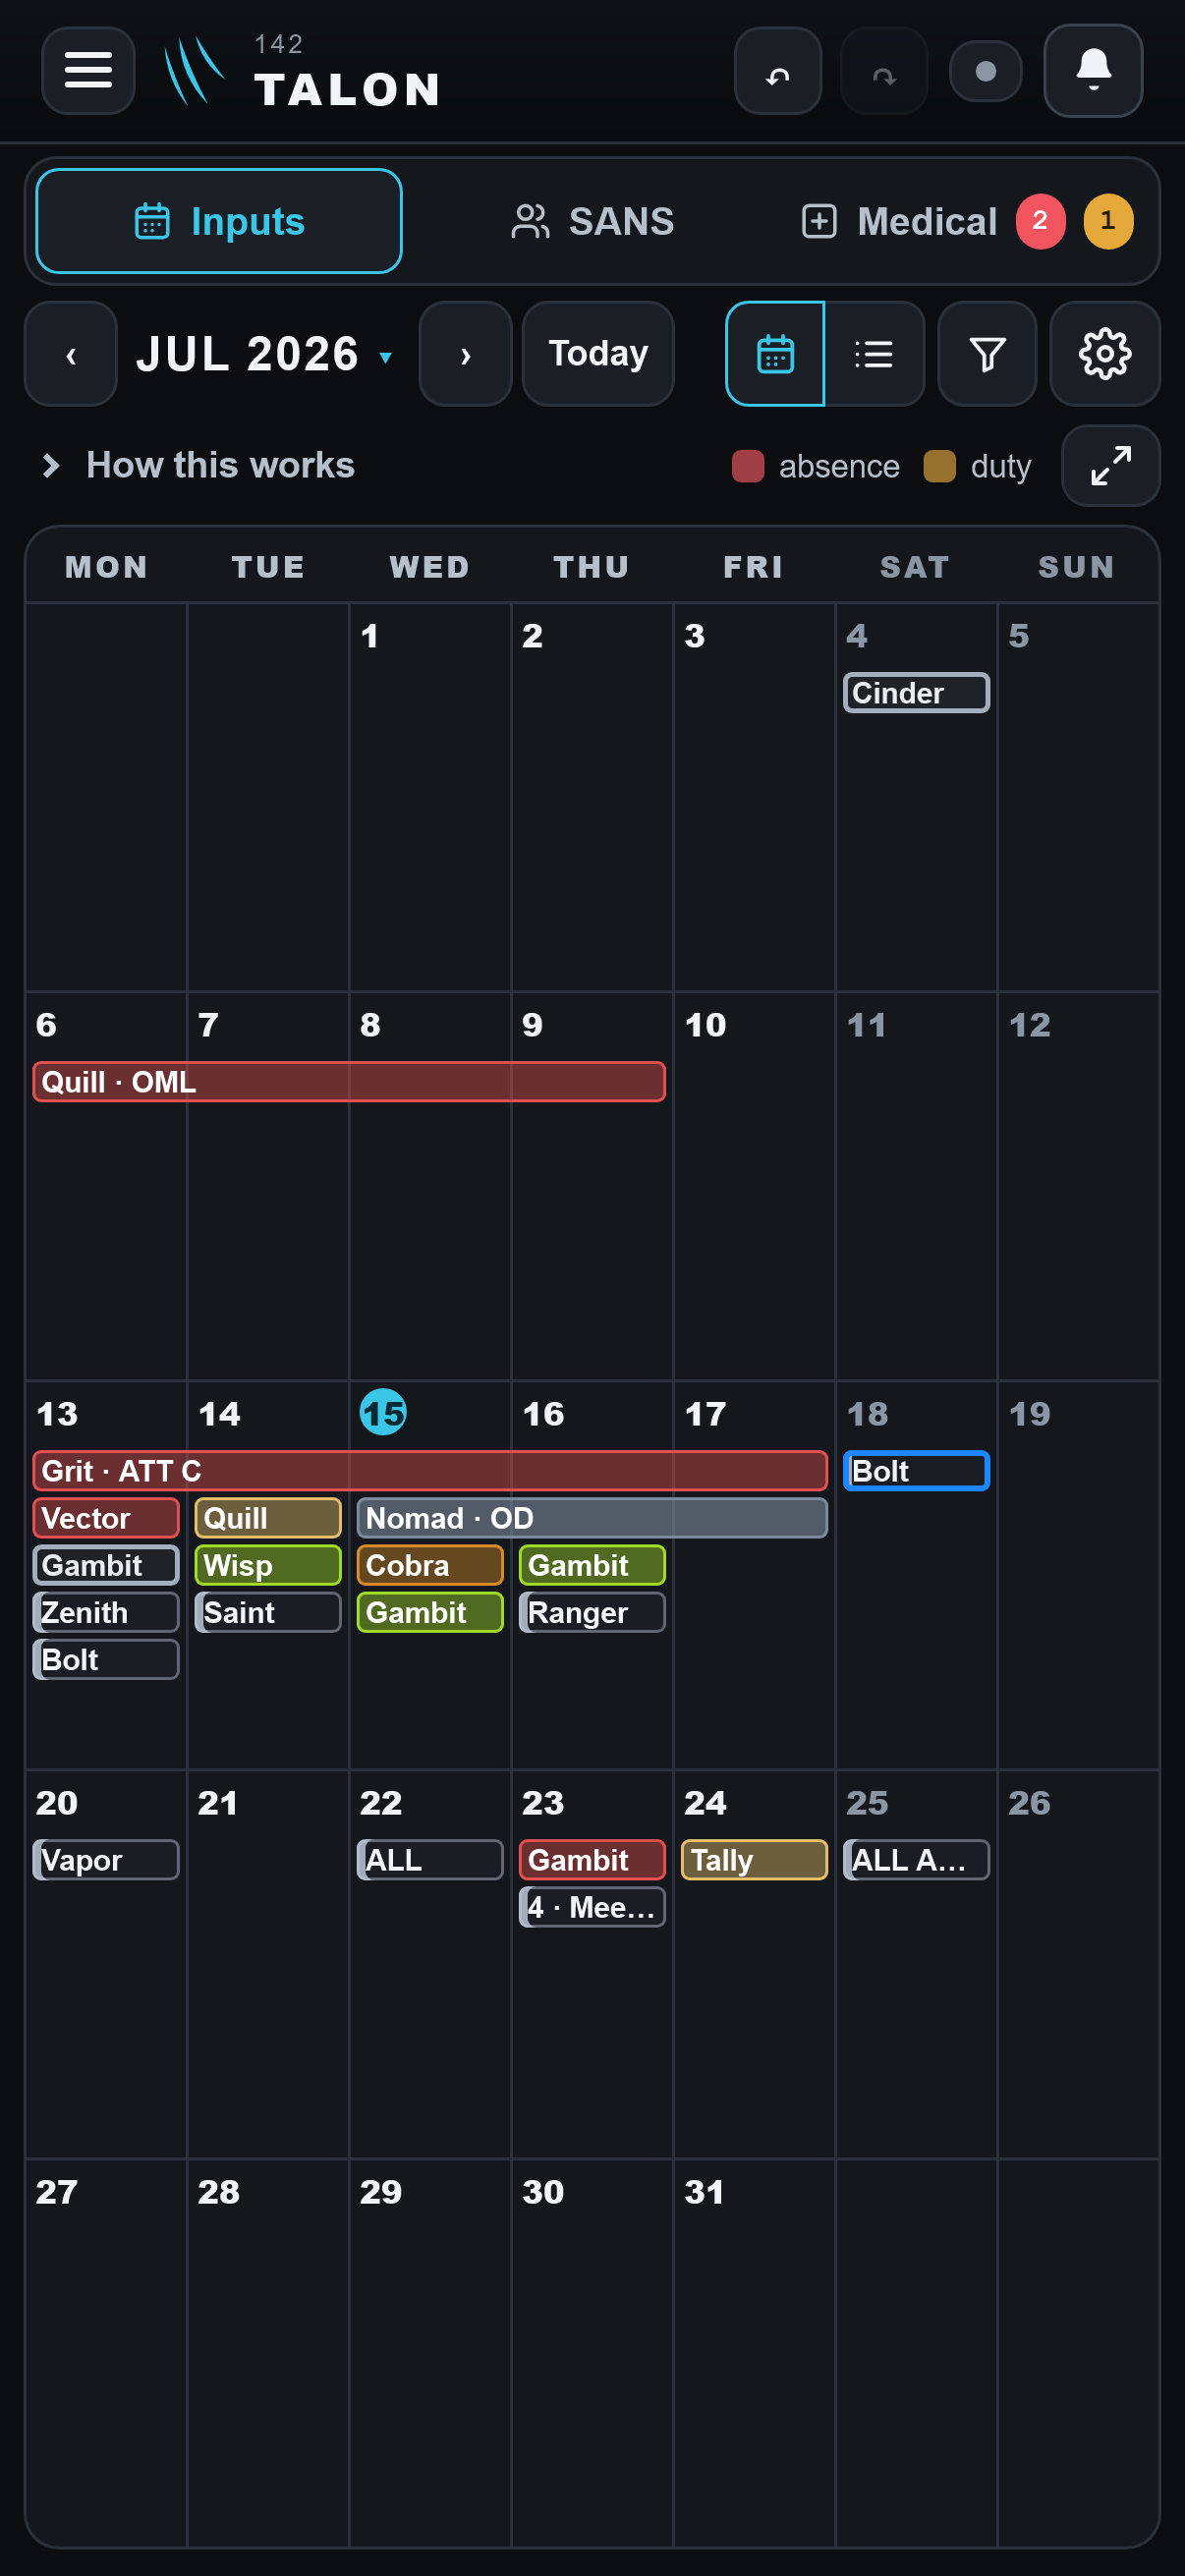 142
TALON
Inputs
SANS
Medical 2 1
‹ JUL 2026 ▾ › Today
How this works
absence duty
MON TUE WED THU FRI SAT SUN
1 2 3 4 5
Cinder
6 7 8 9 10 11 12
Quill · OML
13 14 15 16 17 18 19
Grit · ATT C Bolt
Vector Quill Nomad · OD
Gambit Wisp Cobra Gambit
Zenith Saint Gambit Ranger
Bolt
20 21 22 23 24 25 26
Vapor ALL Gambit Tally ALL A…
4 · Mee…
27 28 29 30 31